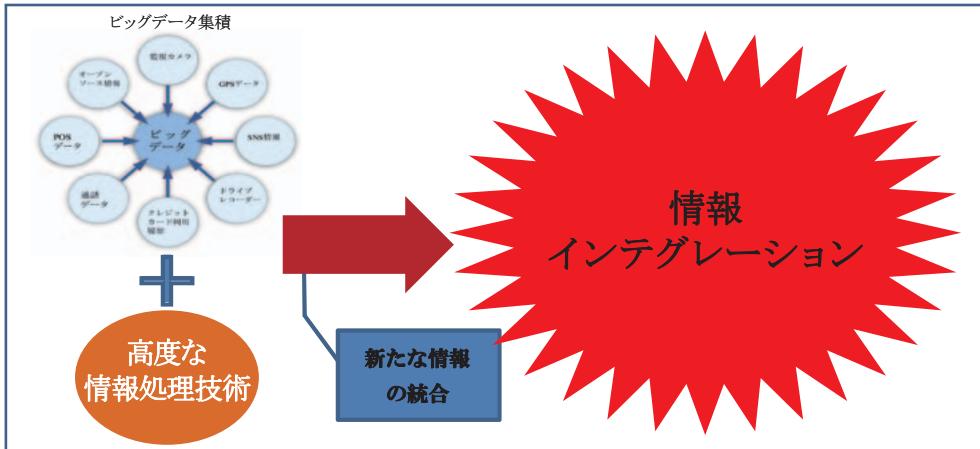 ビッグデータ集積
監視カメラ
オープン
ソース情報
GPSデータ
POS
データ
ビッグ
データ
SNS情報
通話
データ
ドライブ
レコーダー
クレジット
カード利用
履歴
情報
インテグレーション
新たな情報
の統合
高度な
情報処理技術